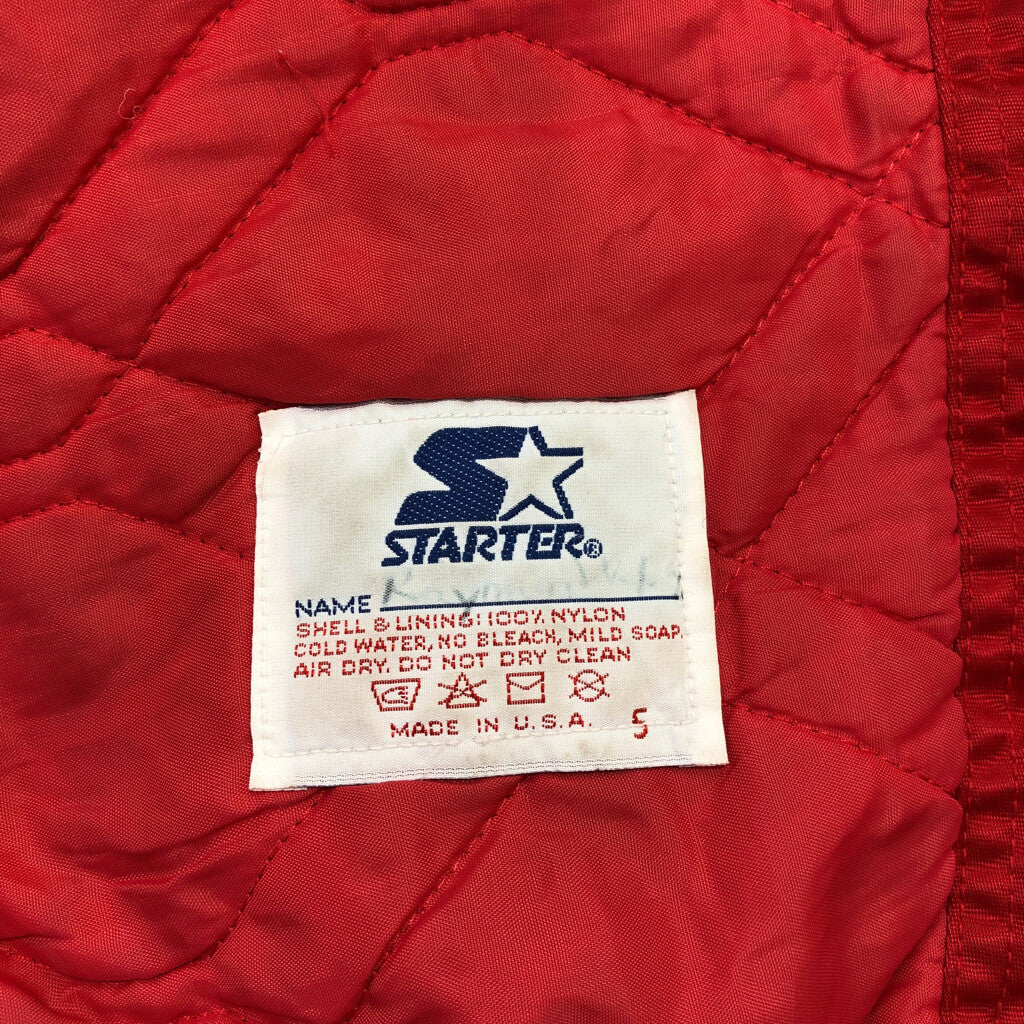 STARTER®
NAME
SHELL & LINING: 100% NYLON
COLD WATER, NO BLEACH, MILD SOAP.
AIR DRY. DO NOT DRY CLEAN
MADE IN U.S.A. 5